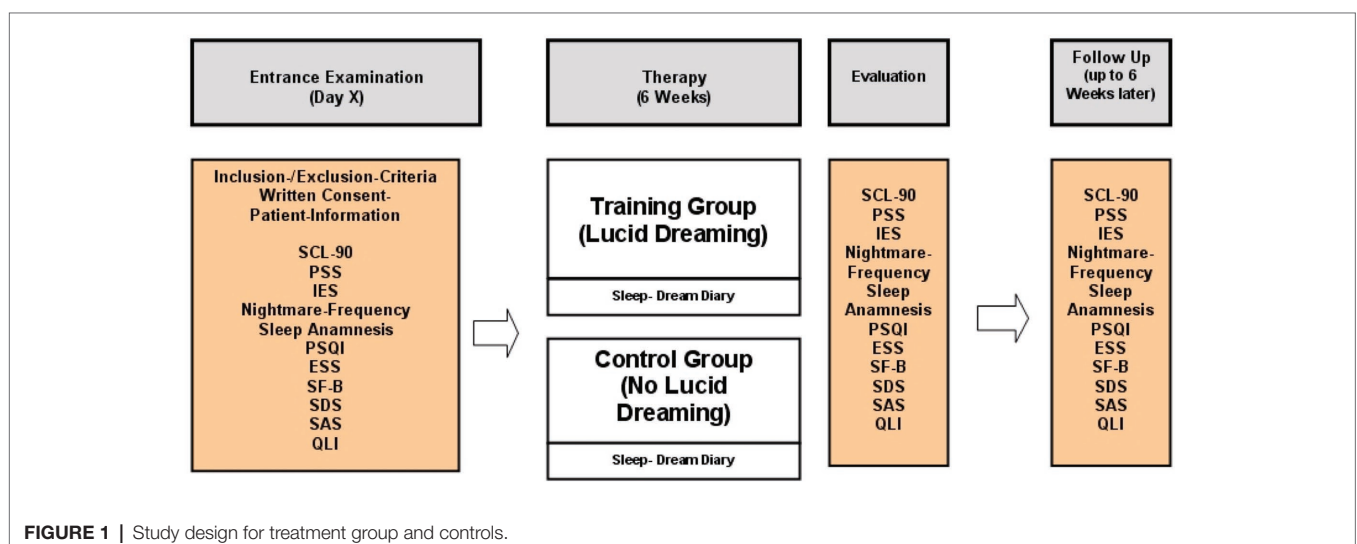 Entrance Examination
(Day X)
Therapy
(6 Weeks)
Evaluation
Follow Up
(up to 6
Weeks later)
Inclusion-/Exclusion-Criteria
Written Consent-
Patient-Information
SCL-90
PSS
IES
Nightmare-Frequency
Sleep Anamnesis
PSQI
ESS
SF-B
SDS
SAS
QLI
Training Group
(Lucid Dreaming)
Sleep- Dream Diary
Control Group
(No Lucid
Dreaming)
Sleep- Dream Diary
SCL-90
PSS
IES
Nightmare-
Frequency
Sleep
Anamnesis
PSQI
ESS
SF-B
SDS
SAS
QLI
SCL-90
PSS
IES
Nightmare-
Frequency
Sleep
Anamnesis
PSQI
ESS
SF-B
SDS
SAS
QLI
FIGURE 1 | Study design for treatment group and controls.